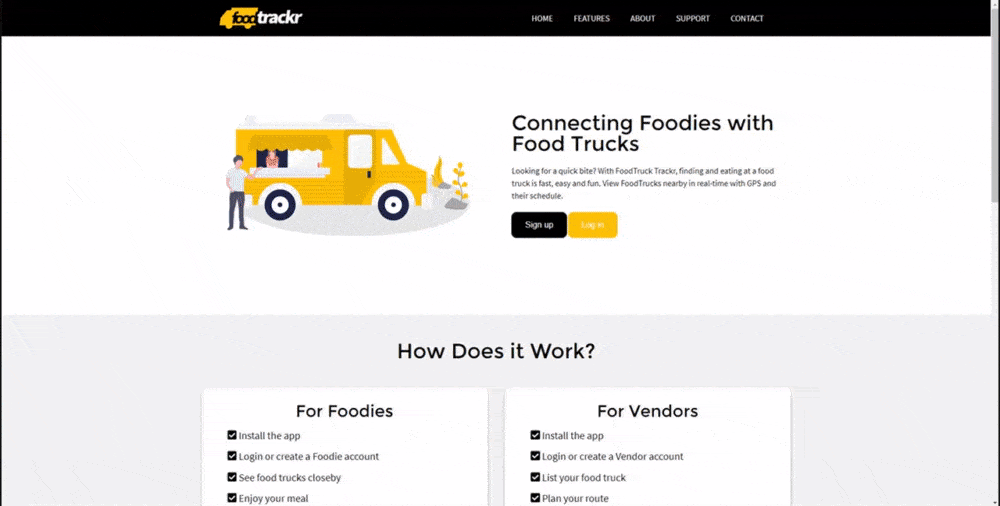 foodtrackr
HOME FEATURES ABOUT SUPPORT CONTACT
Connecting Foodies with
Food Trucks
Looking for a quick bite? With FoodTruck Trackr, finding and eating at a food
truck is fast, easy and fun. View FoodTrucks nearby in real-time with GPS and
their schedule.
Sign up Log in
How Does it Work?
For Foodies
Install the app
Login or create a Foodie account
See food trucks closeby
Enjoy your meal
For Vendors
Install the app
Login or create a Vendor account
List your food truck
Plan your route